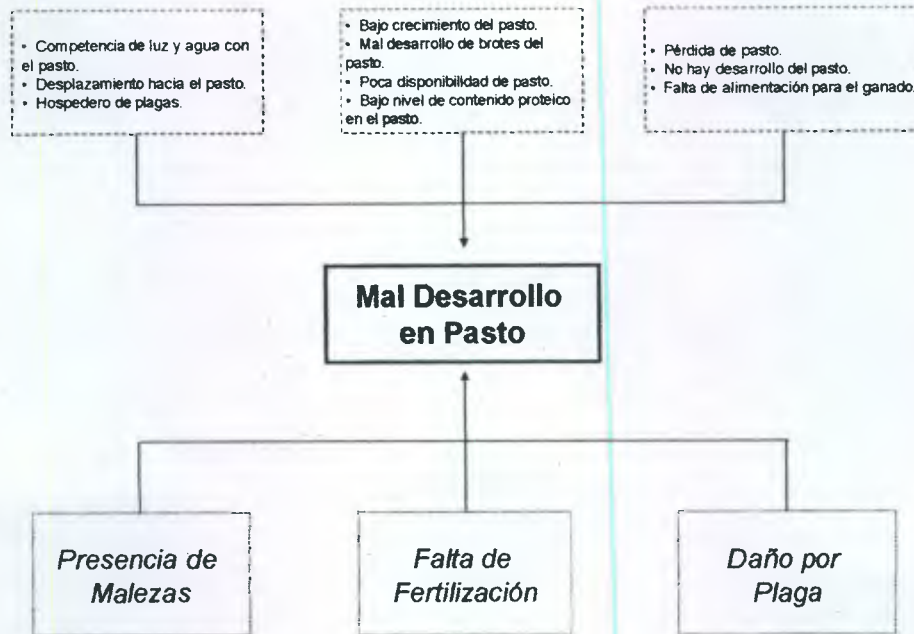 • Competencia de luz y agua con
el pasto.
• Desplazamiento hacia el pasto.
• Hospedero de plagas.
• Bajo crecimiento del pasto.
• Mal desarrollo de brotes del
pasto.
• Poca disponibilidad de pasto.
• Bajo nivel de contenido proteico
en el pasto.
• Pérdida de pasto.
• No hay desarrollo del pasto.
• Falta de alimentación para el ganado.
Mal Desarrollo
en Pasto
Presencia de
Malezas
Falta de
Fertilización
Daño por
Plaga